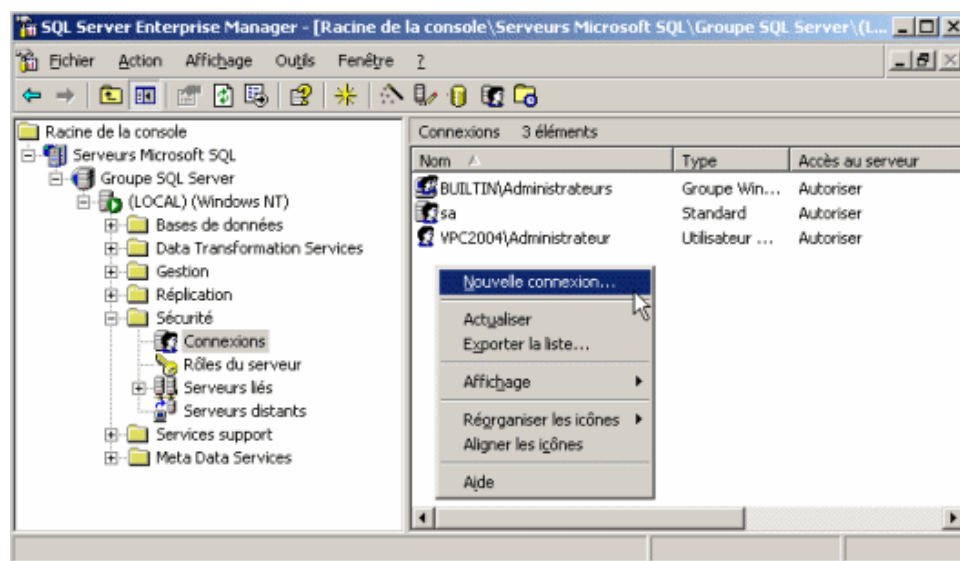 SQL Server Enterprise Manager - [Racine de la console\Serveurs Microsoft SQL\Groupe SQL Server\(L...
Fichier Action Affichage Outils Fenêtre ?
Racine de la console
Serveurs Microsoft SQL
Groupe SQL Server
(LOCAL) (Windows NT)
Bases de données
Data Transformation Services
Gestion
Réplication
Sécurité
Connexions
Rôles du serveur
Serveurs liés
Serveurs distants
Services support
Meta Data Services
Connexions 3 éléments
Nom Type Accès au serveur
BUILTIN\Administrateurs Groupe Win... Autoriser
sa Standard Autoriser
VPC2004\Administrateur Utilisateur ... Autoriser
Nouvelle connexion...
Actualiser
Exporter la liste...
Affichage
Réorganiser les icônes
Aligner les icônes
Aide